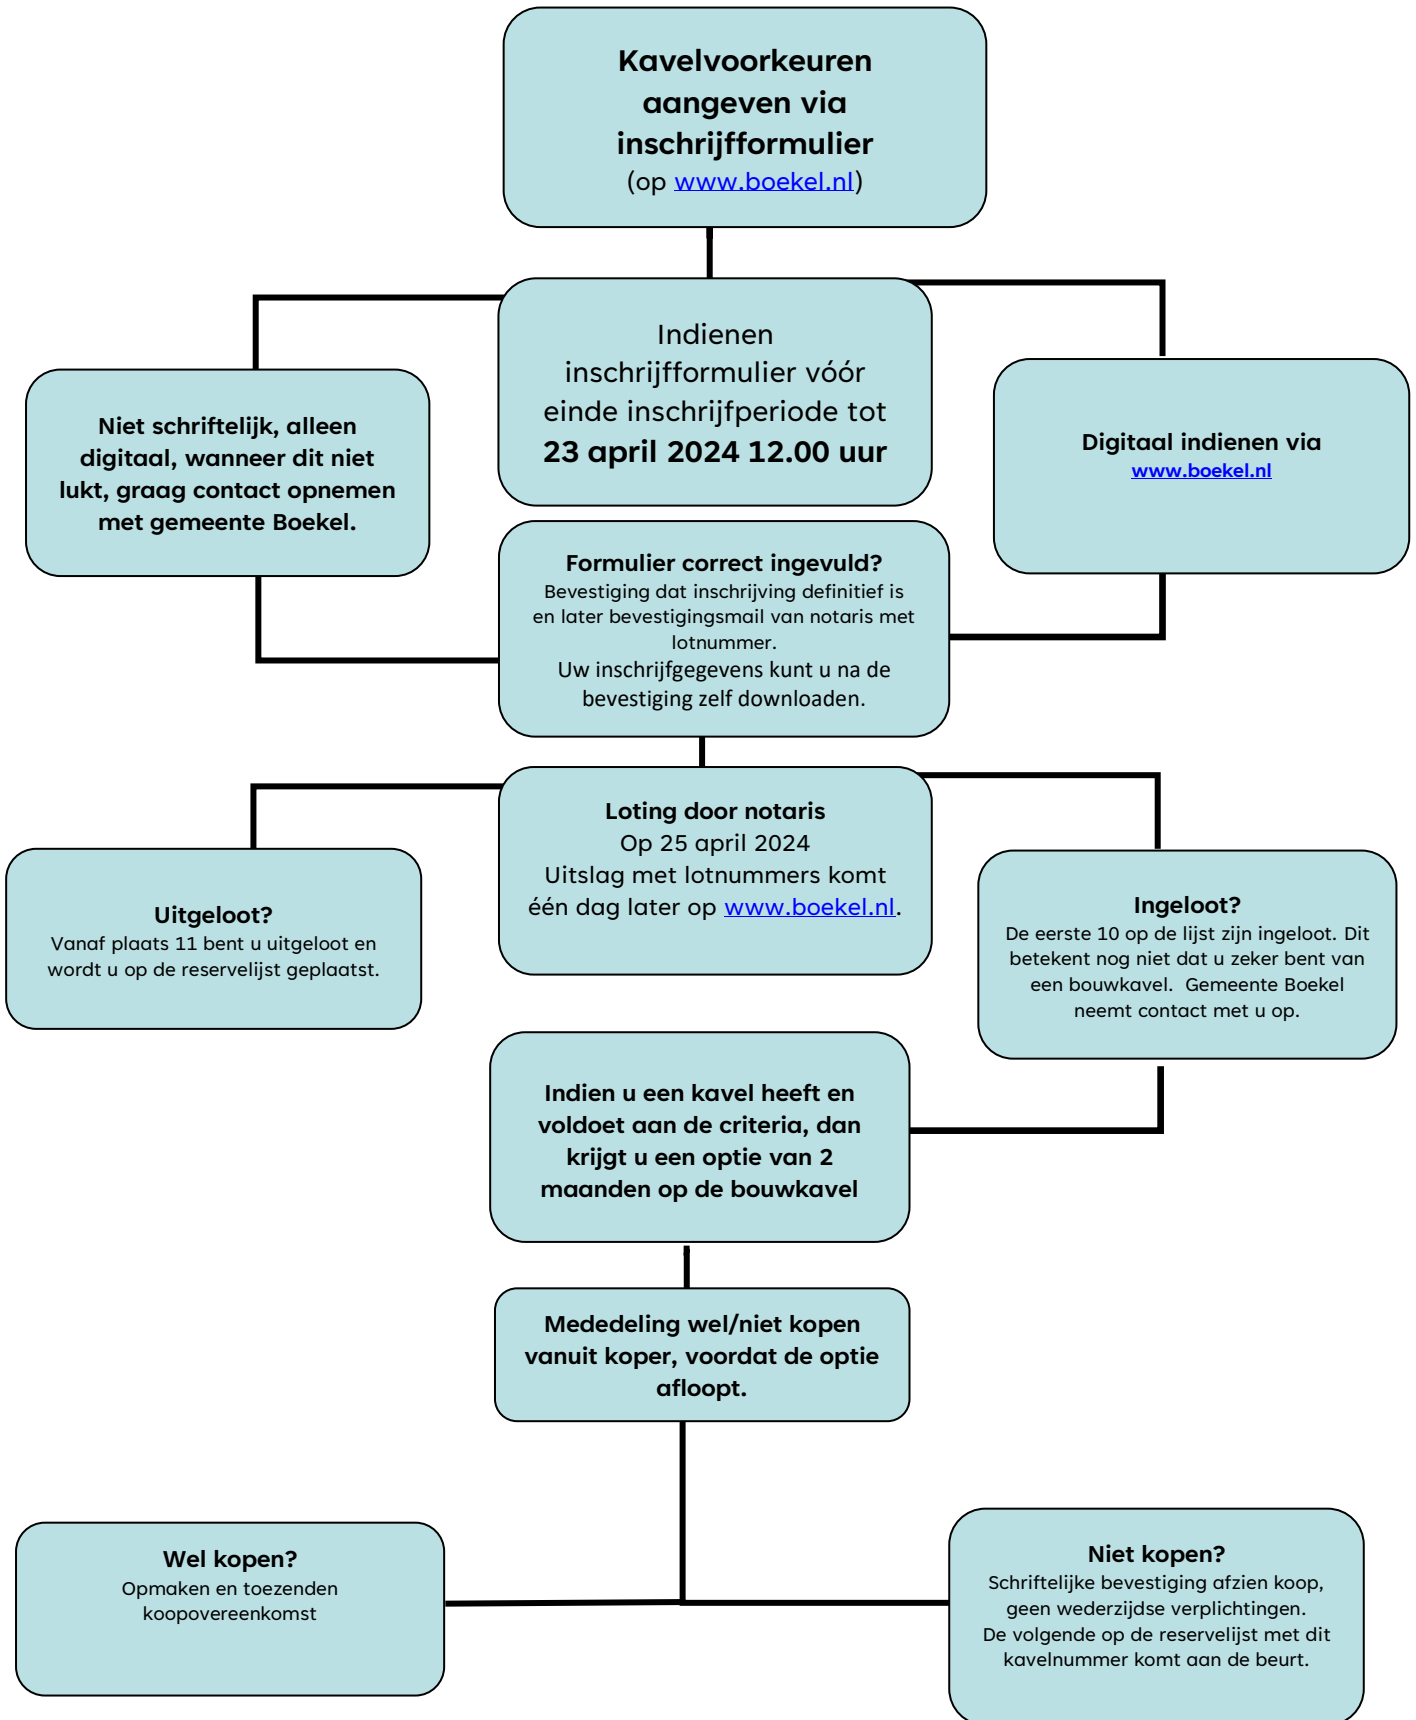 Kavelvoorkeuren
aangeven via
inschrijfformulier
(op www.boekel.nl)
Indienen
inschrijfformulier vóór
einde inschrijfperiode tot
23 april 2024 12.00 uur
Niet schriftelijk, alleen
digitaal, wanneer dit niet
lukt, graag contact opnemen
met gemeente Boekel.
Digitaal indienen via
www.boekel.nl
Formulier correct ingevuld?
Bevestiging dat inschrijving definitief is
en later bevestigingsmail van notaris met
lotnummer.
Uw inschrijfgegevens kunt u na de
bevestiging zelf downloaden.
Loting door notaris
Op 25 april 2024
Uitslag met lotnummers komt
één dag later op www.boekel.nl.
Uitgeloot?
Vanaf plaats 11 bent u uitgeloot en
wordt u op de reservelijst geplaatst.
Ingeloot?
De eerste 10 op de lijst zijn ingeloot. Dit
betekent nog niet dat u zeker bent van
een bouwkavel.  Gemeente Boekel
neemt contact met u op.
Indien u een kavel heeft en
voldoet aan de criteria, dan
krijgt u een optie van 2
maanden op de bouwkavel
Mededeling wel/niet kopen
vanuit koper, voordat de optie
afloopt.
Wel kopen?
Opmaken en toezenden
koopovereenkomst
Niet kopen?
Schriftelijke bevestiging afzien koop,
geen wederzijdse verplichtingen.
De volgende op de reservelijst met dit
kavelnummer komt aan de beurt.